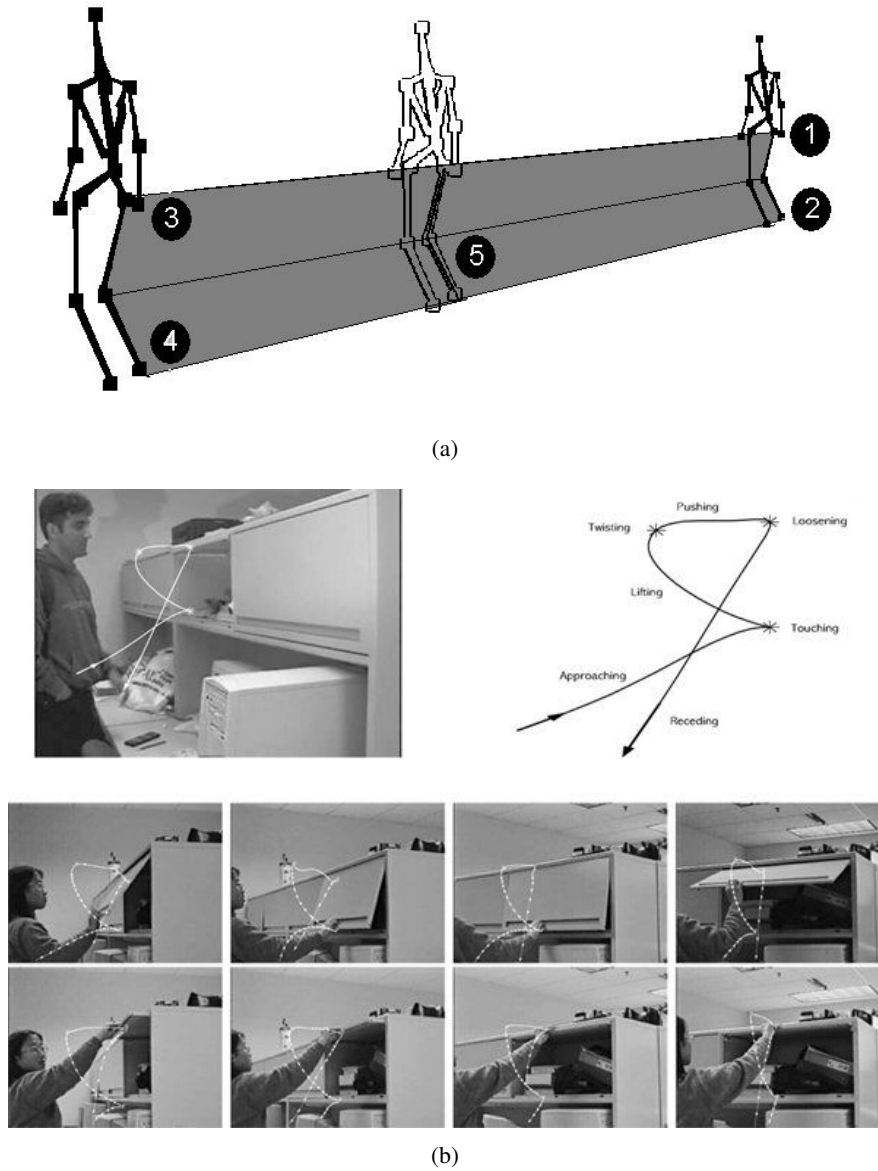 1
2
3
4
5
(a)
Pushing
Twisting
Loosening
Lifting
Touching
Approaching
Receding
(b)